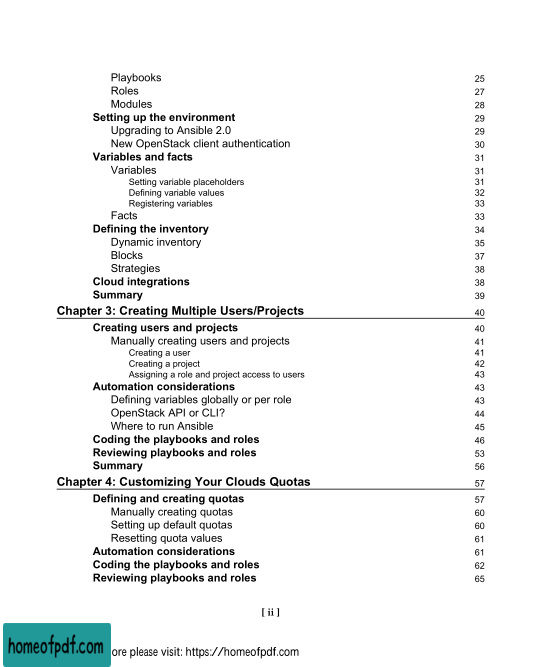 Playbooks 25
Roles 27
Modules 28
Setting up the environment 29
Upgrading to Ansible 2.0 29
New OpenStack client authentication 30
Variables and facts 31
Variables 31
Setting variable placeholders 31
Defining variable values 32
Registering variables 33
Facts 33
Defining the inventory 34
Dynamic inventory 35
Blocks 37
Strategies 38
Cloud integrations 38
Summary 39
Chapter 3: Creating Multiple Users/Projects 40
Creating users and projects 40
Manually creating users and projects 41
Creating a user 41
Creating a project 42
Assigning a role and project access to users 43
Automation considerations 43
Defining variables globally or per role 43
OpenStack API or CLI? 44
Where to run Ansible 45
Coding the playbooks and roles 46
Reviewing playbooks and roles 53
Summary 56
Chapter 4: Customizing Your Clouds Quotas 57
Defining and creating quotas 57
Manually creating quotas 60
Setting up default quotas 60
Resetting quota values 61
Automation considerations 61
Coding the playbooks and roles 62
Reviewing playbooks and roles 65
[ ii ]
homeofpdf.com ore please visit: https://homeofpdf.com